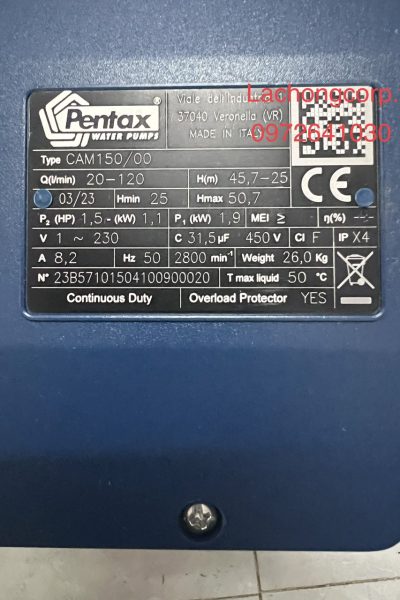 Pentax®
WATER PUMPS
Viale dell'Industria, 1
37040 Veronella (VR)
MADE IN ITALY
Lachongcorp.
0972641030
Type CAM150/00
Q(l/min) 20-120 H(m) 45,7-25
03/23 Hmin 25 Hmax 50,7
P₂ (HP) 1,5 - (kW) 1,1 P₁ (kW) 1,9 MEI ≥ - η(%) --.-
V 1 ~ 230 C 31,5µF 450 V Cl F IP X4
A 8,2 Hz 50 2800 min⁻¹ Weight 26,0 Kg
N° 23B57101504100900020 T max liquid 50 °C
Continuous Duty Overload Protector YES
CE